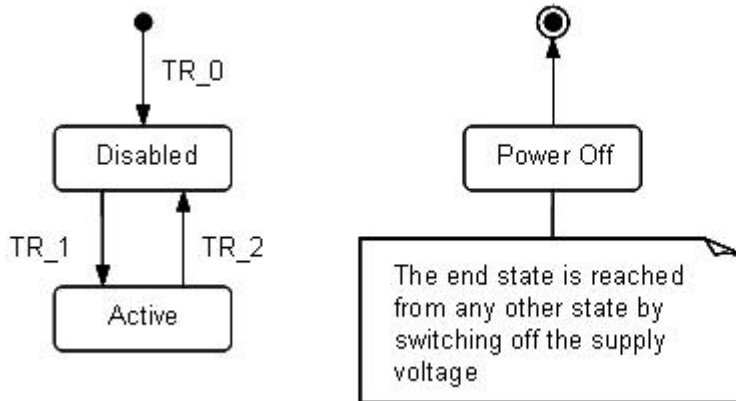 TR_0
Disabled
TR_1
TR_2
Active
Power Off
The end state is reached
from any other state by
switching off the supply
voltage